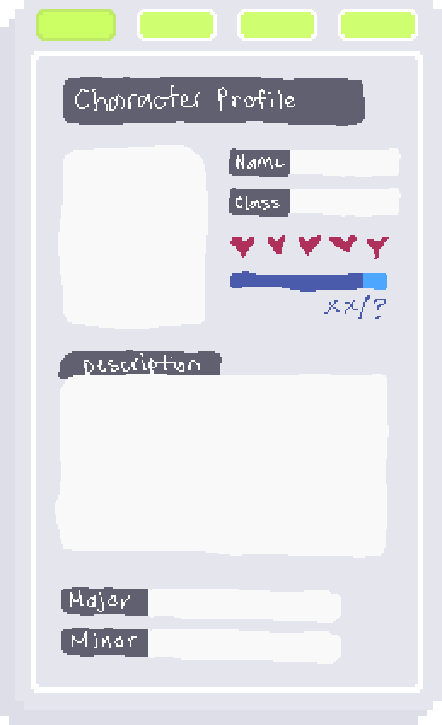 Character Profile
Name
Class
xx/?
Description
Major
Minor